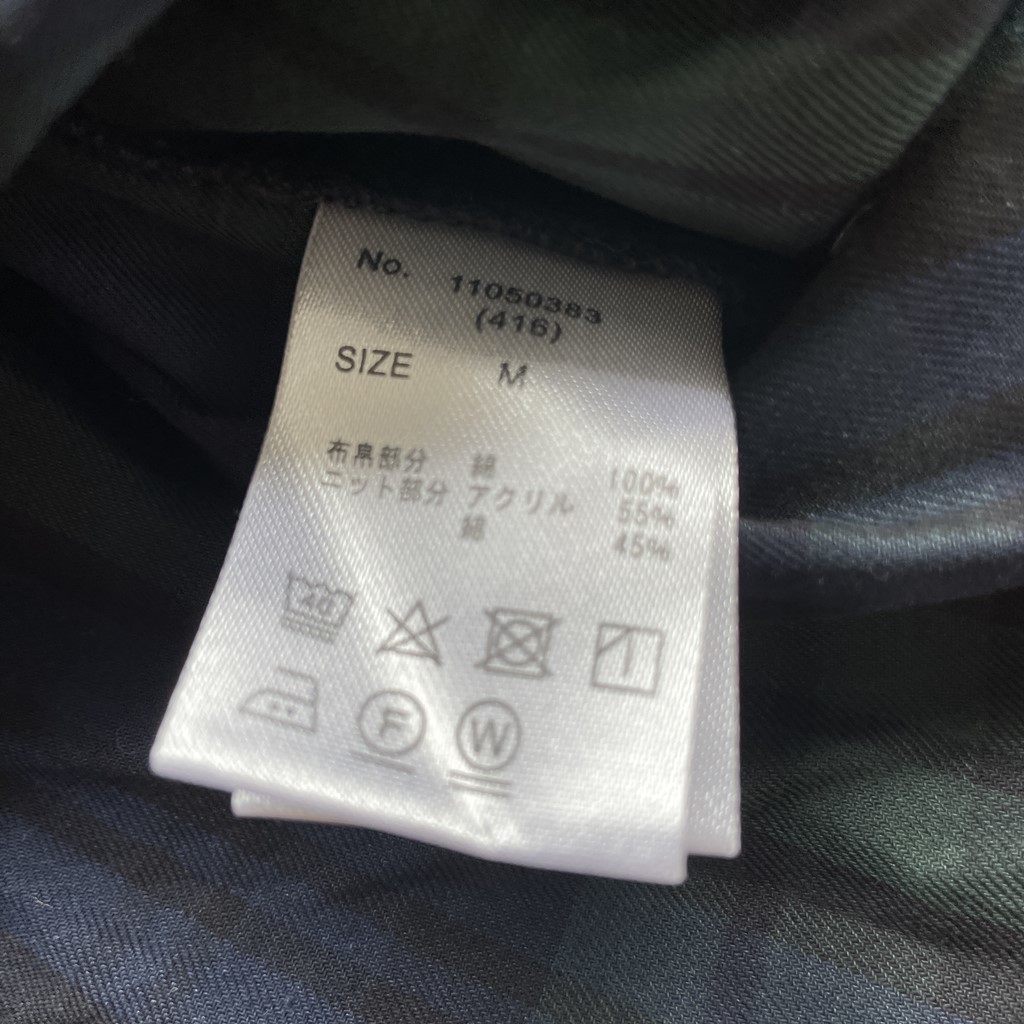 No. 11050383
(416)
SIZE M
布帛部分 綿 100%
ニット部分 アクリル 55%
綿 45%
40
F W